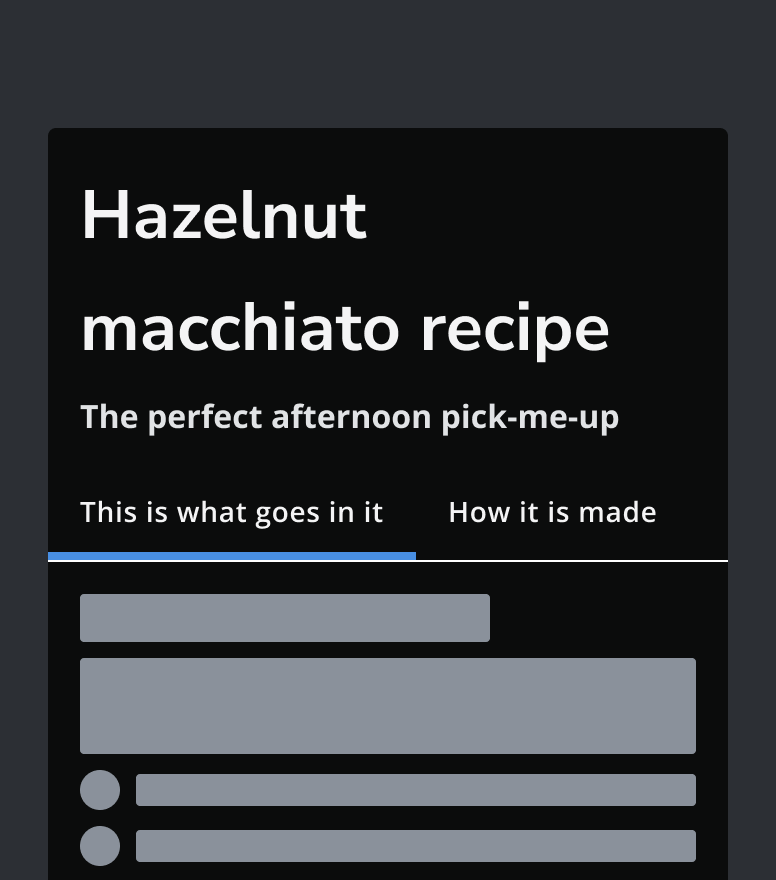 Hazelnut
macchiato recipe
The perfect afternoon pick-me-up
This is what goes in it
How it is made